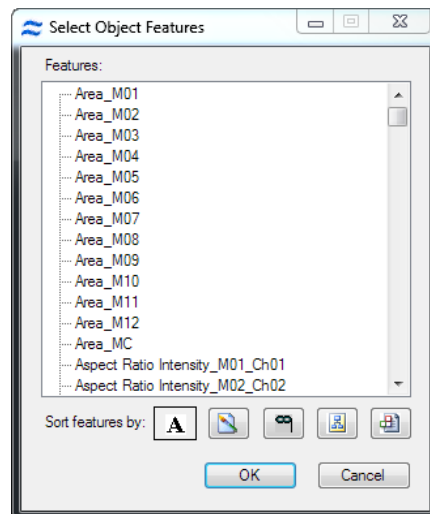 Select Object Features
Features:
Area_M01
Area_M02
Area_M03
Area_M04
Area_M05
Area_M06
Area_M07
Area_M08
Area_M09
Area_M10
Area_M11
Area_M12
Area_MC
Aspect Ratio Intensity_M01_Ch01
Aspect Ratio Intensity_M02_Ch02
Sort features by: A
OK Cancel